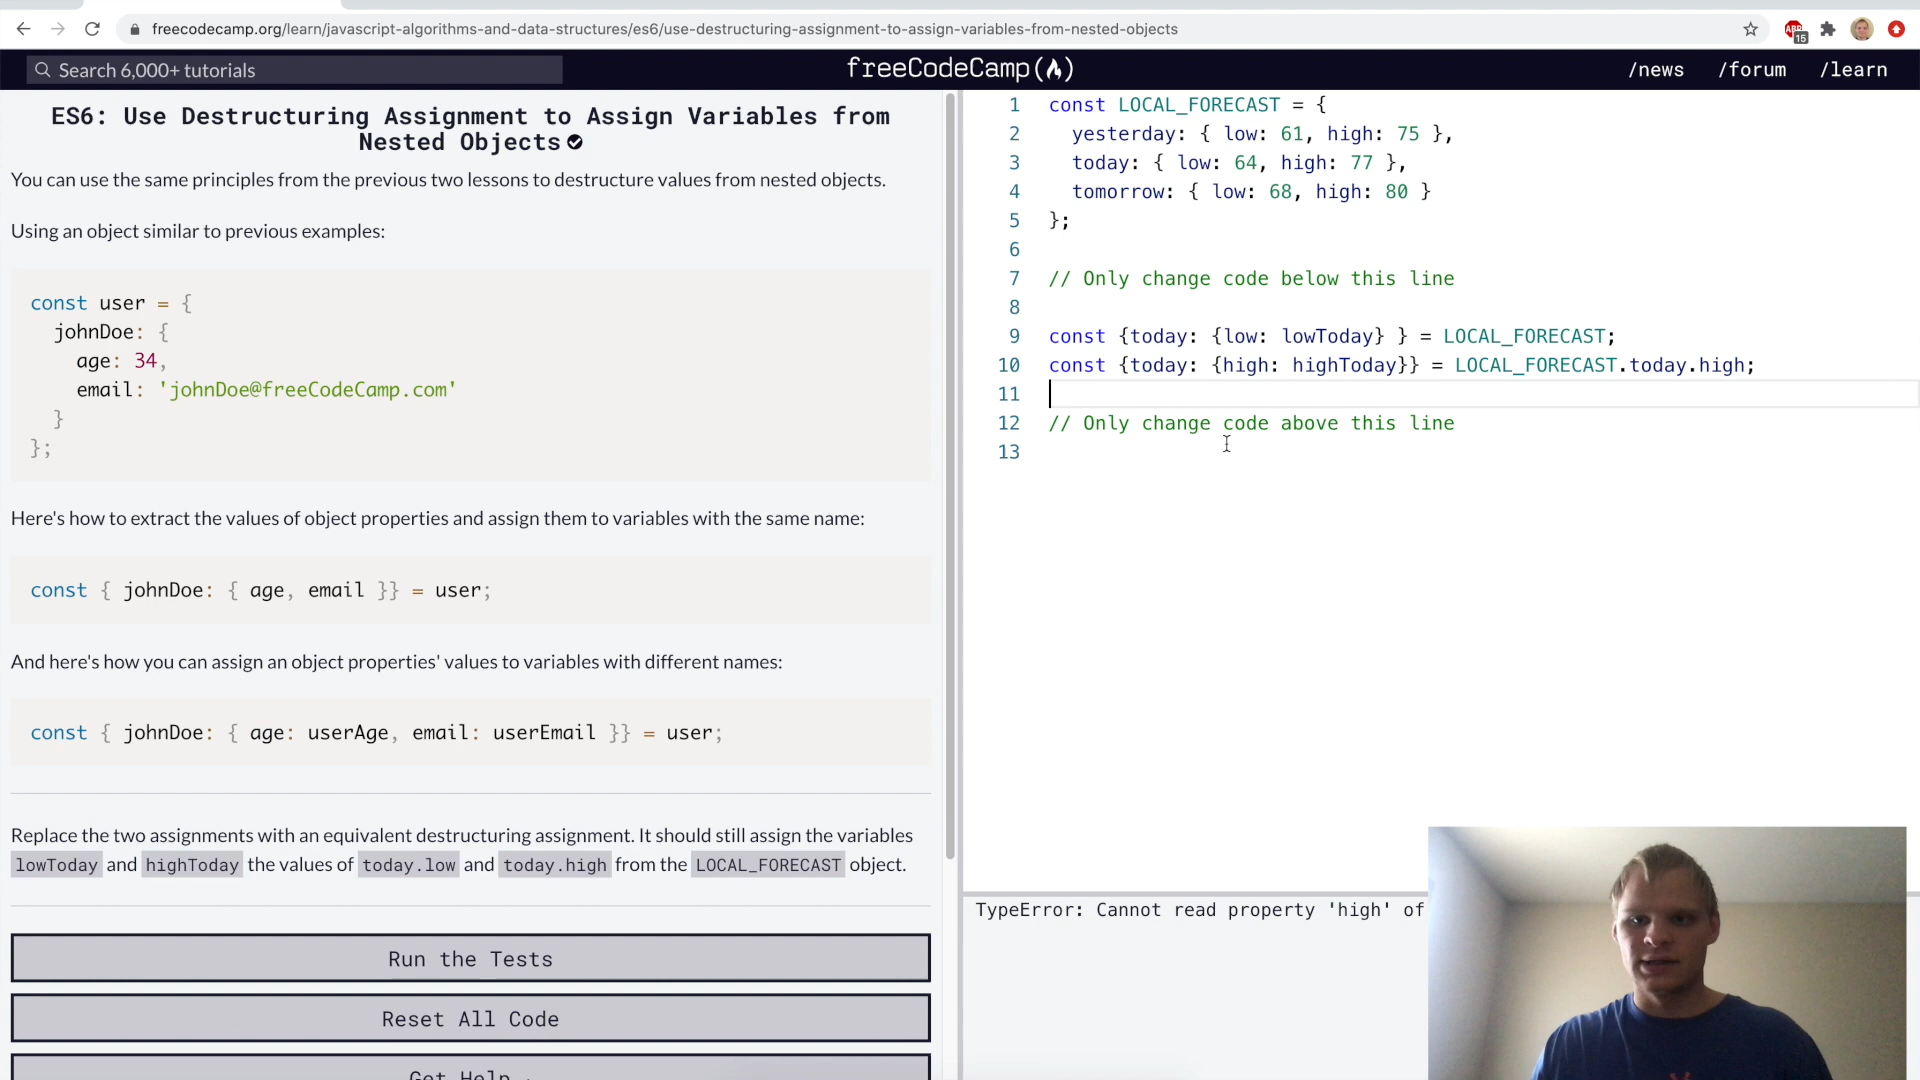 freecodecamp.org/learn/javascript-algorithms-and-data-structures/es6/use-destructuring-assignment-to-assign-variables-from-nested-objects
ABP
15
Search 6,000+ tutorials
freeCodeCamp
/news
/forum
/learn
ES6: Use Destructuring Assignment to Assign Variables from
Nested Objects
You can use the same principles from the previous two lessons to destructure values from nested objects.
Using an object similar to previous examples:
const user = {
johnDoe: {
age: 34,
email: 'johnDoe@freeCodeCamp.com'
}
};
Here's how to extract the values of object properties and assign them to variables with the same name:
const { johnDoe: { age, email }} = user;
And here's how you can assign an object properties' values to variables with different names:
const { johnDoe: { age: userAge, email: userEmail }} = user;
Replace the two assignments with an equivalent destructuring assignment. It should still assign the variables
lowToday and highToday the values of today.low and today.high from the LOCAL_FORECAST object.
Run the Tests
Reset All Code
Get Help
1 const LOCAL_FORECAST = {
2 yesterday: { low: 61, high: 75 },
3 today: { low: 64, high: 77 },
4 tomorrow: { low: 68, high: 80 }
5 };
6
7 // Only change code below this line
8
9 const {today: {low: lowToday} } = LOCAL_FORECAST;
10 const {today: {high: highToday}} = LOCAL_FORECAST.today.high;
11
12 // Only change code above this line
13
TypeError: Cannot read property 'high' of